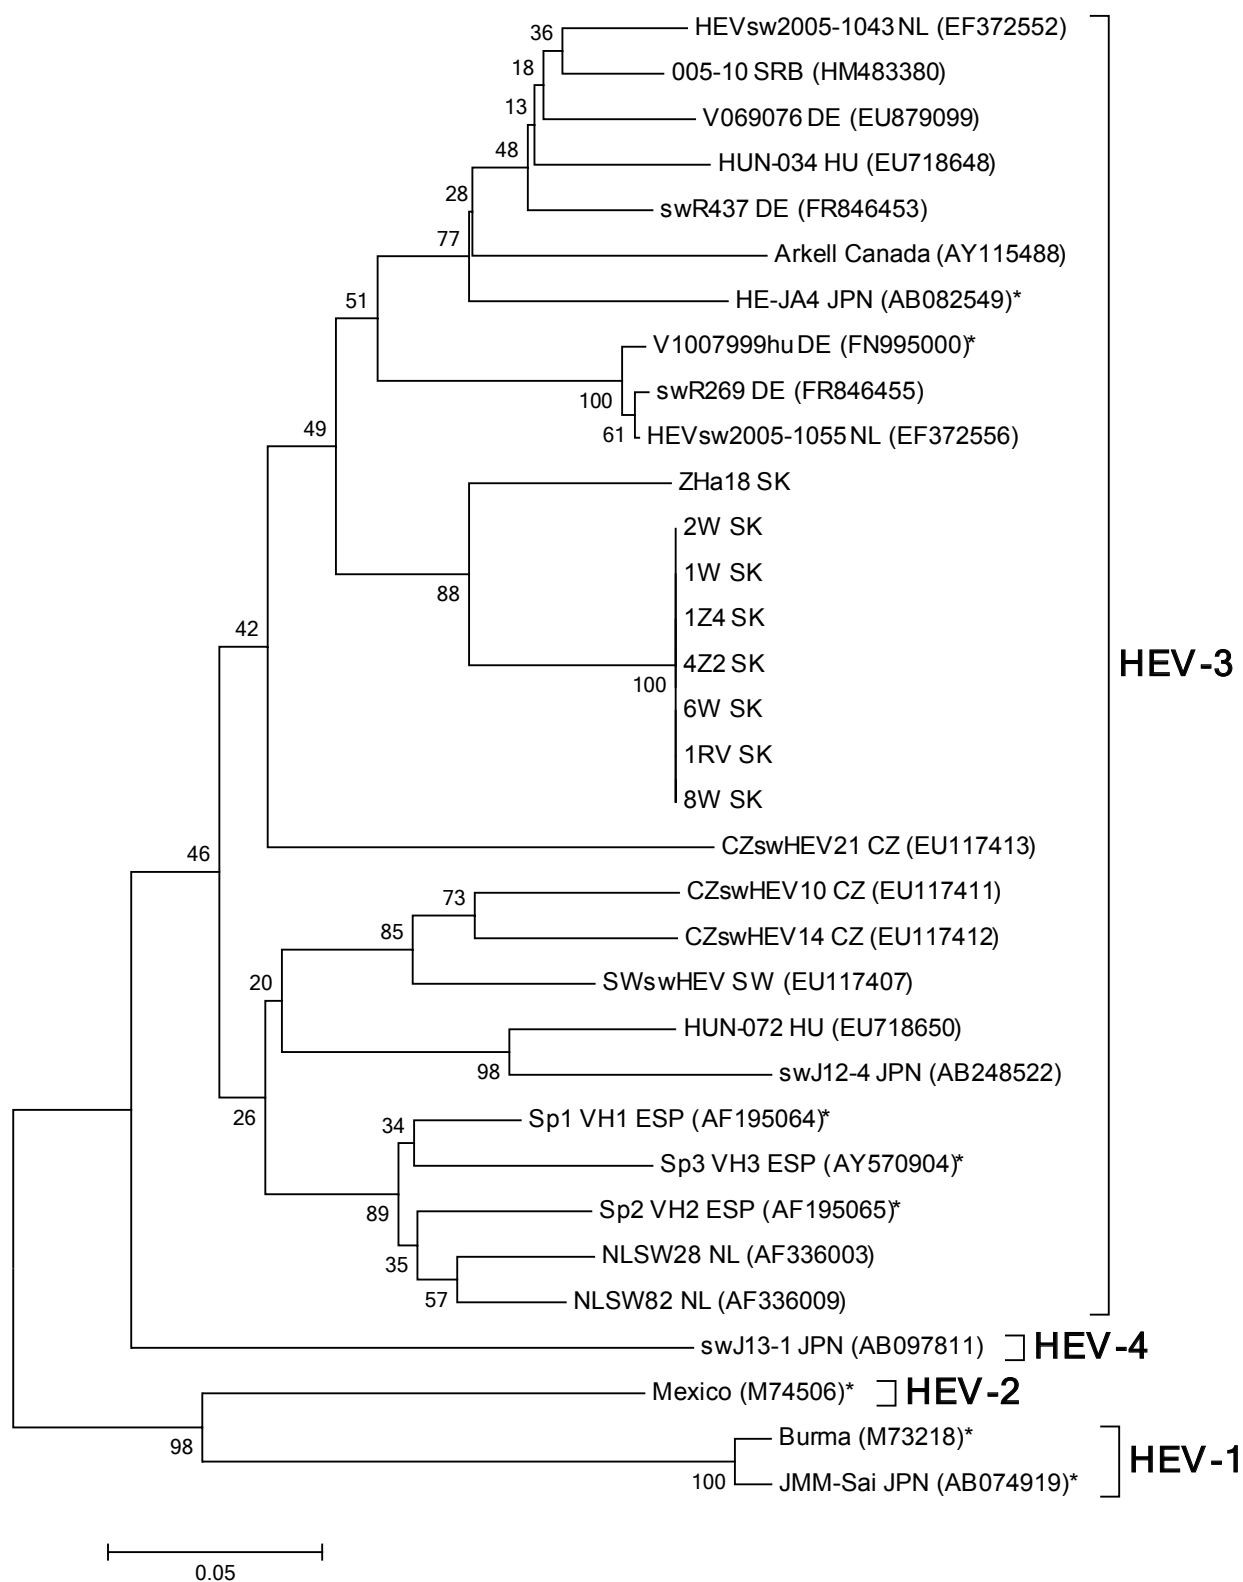 36
HEVsw2005-1043 NL (EF372552)
18
005-10 SRB (HM483380)
13
V069076 DE (EU879099)
48
HUN-034 HU (EU718648)
28
swR437 DE (FR846453)
77
Arkell Canada (AY115488)
51
HE-JA4 JPN (AB082549)*
V1007999hu DE (FN995000)*
100
swR269 DE (FR846455)
49
61
HEVsw2005-1055 NL (EF372556)
ZHa18 SK
2W SK
1W SK
88
1Z4 SK
42
4Z2 SK
HEV-3
100
6W SK
1RV SK
8W SK
46
CZswHEV21 CZ (EU117413)
73
CZswHEV10 CZ (EU117411)
85
CZswHEV14 CZ (EU117412)
20
SWswHEV SW (EU117407)
HUN-072 HU (EU718650)
98
swJ12-4 JPN (AB248522)
26
34
Sp1 VH1 ESP (AF195064)*
Sp3 VH3 ESP (AY570904)*
89
Sp2 VH2 ESP (AF195065)*
35
NLSW28 NL (AF336003)
57
NLSW82 NL (AF336009)
swJ13-1 JPN (AB097811)
HEV-4
Mexico (M74506)*
HEV-2
98
Burma (M73218)*
HEV-1
100
JMM-Sai JPN (AB074919)*
0.05